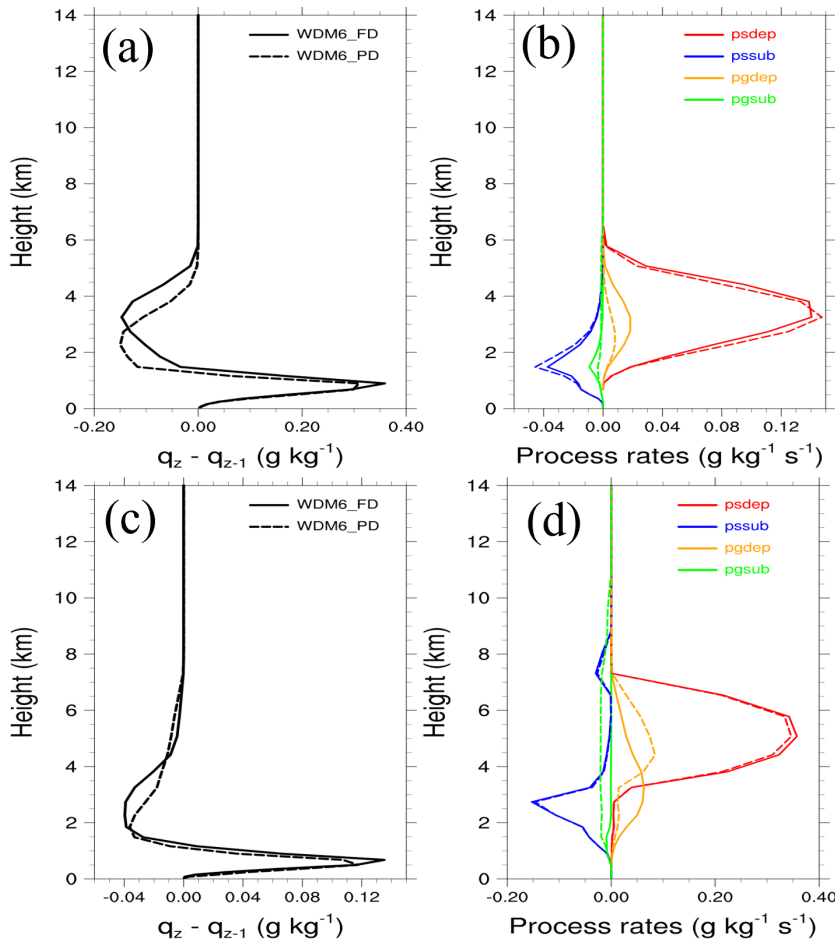 (a)
WDM6_FD
WDM6_PD
14
12
10
8
6
4
2
0
Height (km)
-0.20 0.00 0.20 0.40
q_z - q_z-1 (g kg^-1)
(b)
psdep
pssub
pgdep
pgsub
14
12
10
8
6
4
2
0
Height (km)
-0.04 0.00 0.04 0.08 0.12
Process rates (g kg^-1 s^-1)
(c)
WDM6_FD
WDM6_PD
14
12
10
8
6
4
2
0
Height (km)
-0.04 0.00 0.04 0.08 0.12
q_z - q_z-1 (g kg^-1)
(d)
psdep
pssub
pgdep
pgsub
14
12
10
8
6
4
2
0
Height (km)
-0.20 0.00 0.20 0.40
Process rates (g kg^-1 s^-1)